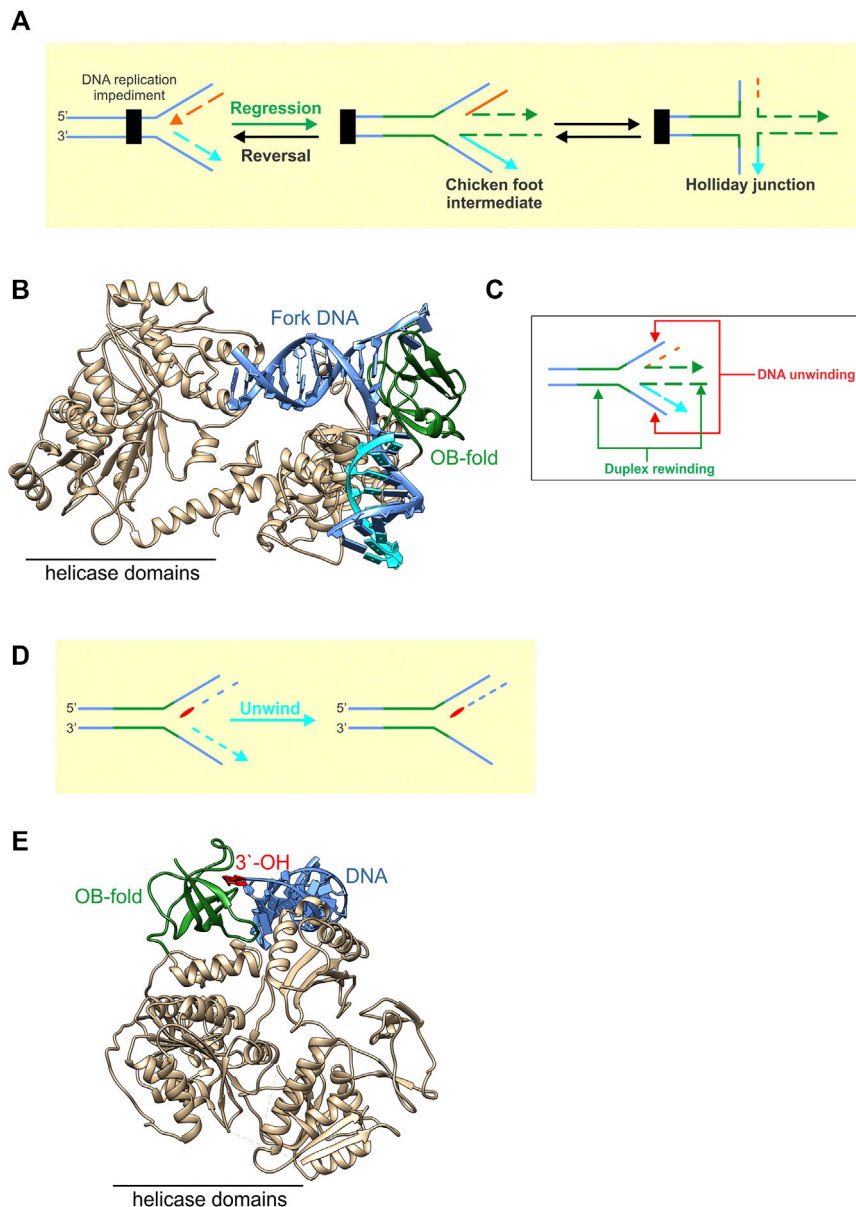 A
DNA replication
impediment
5'
3'
Regression
Reversal
Chicken foot
intermediate
Holliday junction
B
Fork DNA
OB-fold
helicase domains
C
DNA unwinding
Duplex rewinding
D
5'
3'
Unwind
5'
3'
E
3`-OH
DNA
OB-fold
helicase domains